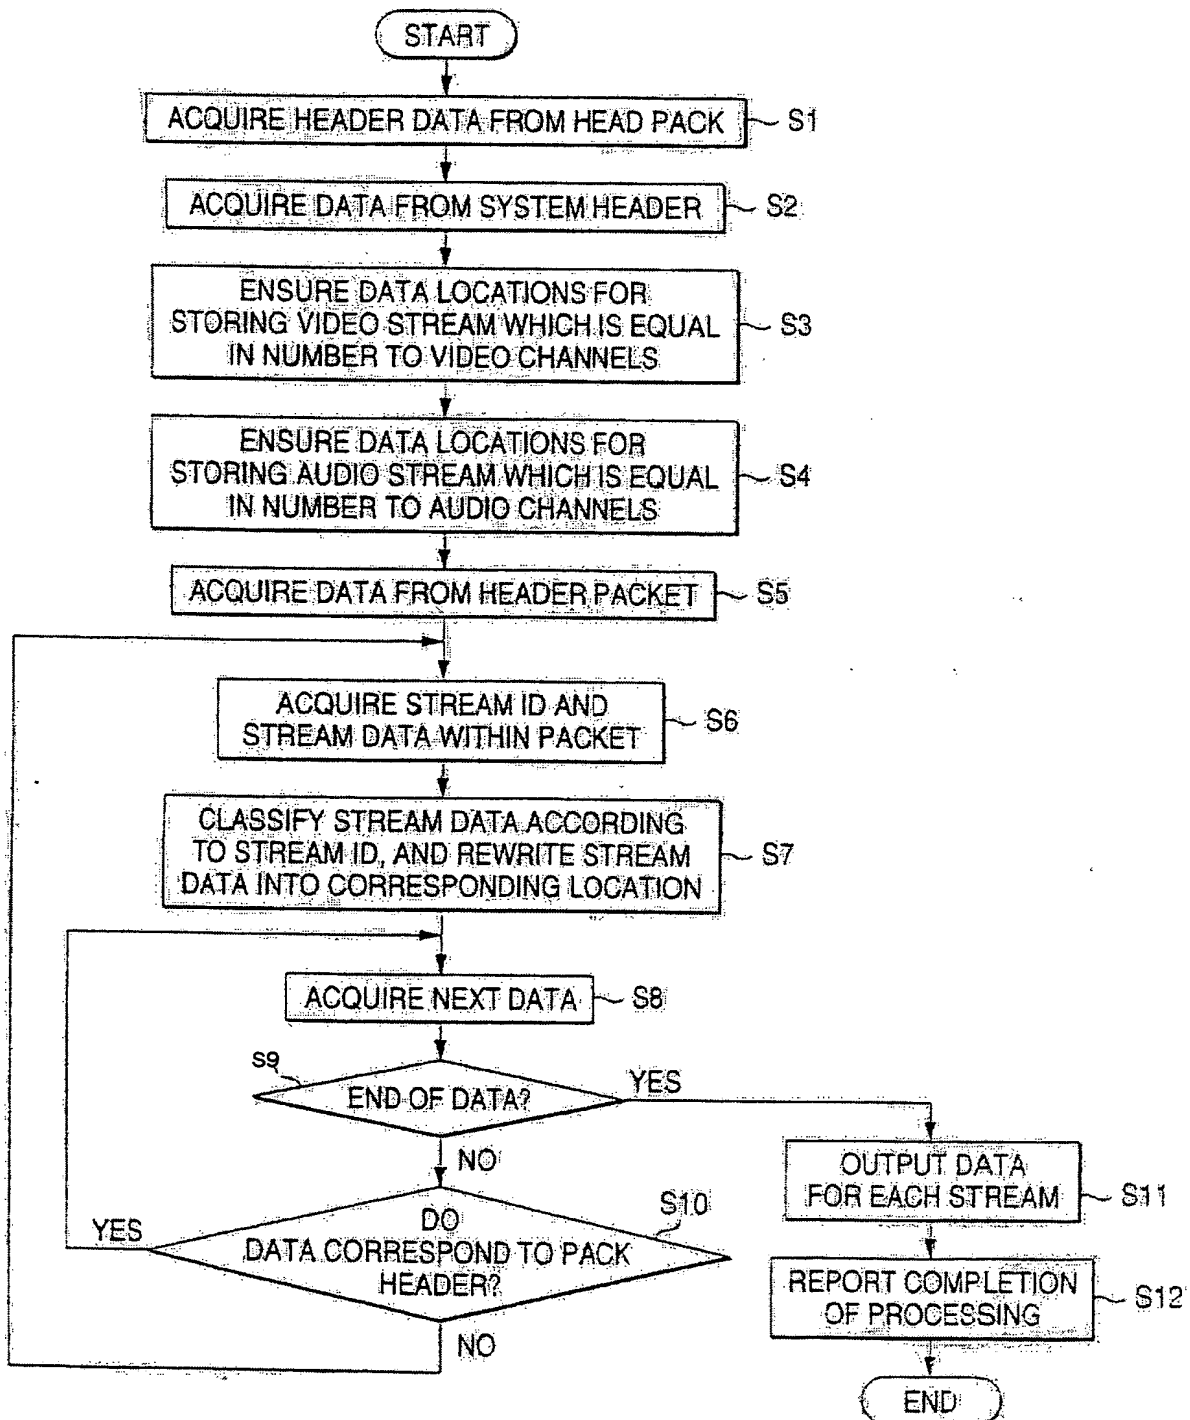 START
ACQUIRE HEADER DATA FROM HEAD PACK
S1
ACQUIRE DATA FROM SYSTEM HEADER
S2
ENSURE DATA LOCATIONS FOR
STORING VIDEO STREAM WHICH IS EQUAL
IN NUMBER TO VIDEO CHANNELS
S3
ENSURE DATA LOCATIONS FOR
STORING AUDIO STREAM WHICH IS EQUAL
IN NUMBER TO AUDIO CHANNELS
S4
ACQUIRE DATA FROM HEADER PACKET
S5
ACQUIRE STREAM ID AND
STREAM DATA WITHIN PACKET
S6
CLASSIFY STREAM DATA ACCORDING
TO STREAM ID, AND REWRITE STREAM
DATA INTO CORRESPONDING LOCATION
S7
ACQUIRE NEXT DATA
S8
S9
END OF DATA?
YES
NO
OUTPUT DATA
FOR EACH STREAM
S11
S10
YES
DO
DATA CORRESPOND TO PACK
HEADER?
NO
REPORT COMPLETION
OF PROCESSING
S12
END